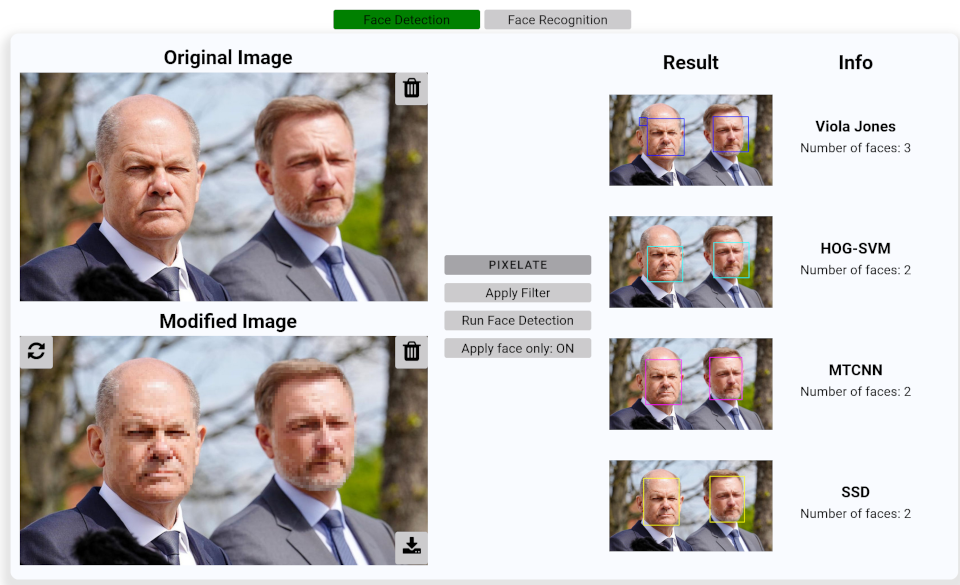 Face Detection
Face Recognition
Original Image
Modified Image
PIXELATE
Apply Filter
Run Face Detection
Apply face only: ON
Result
Info
Viola Jones
Number of faces: 3
HOG-SVM
Number of faces: 2
MTCNN
Number of faces: 2
SSD
Number of faces: 2